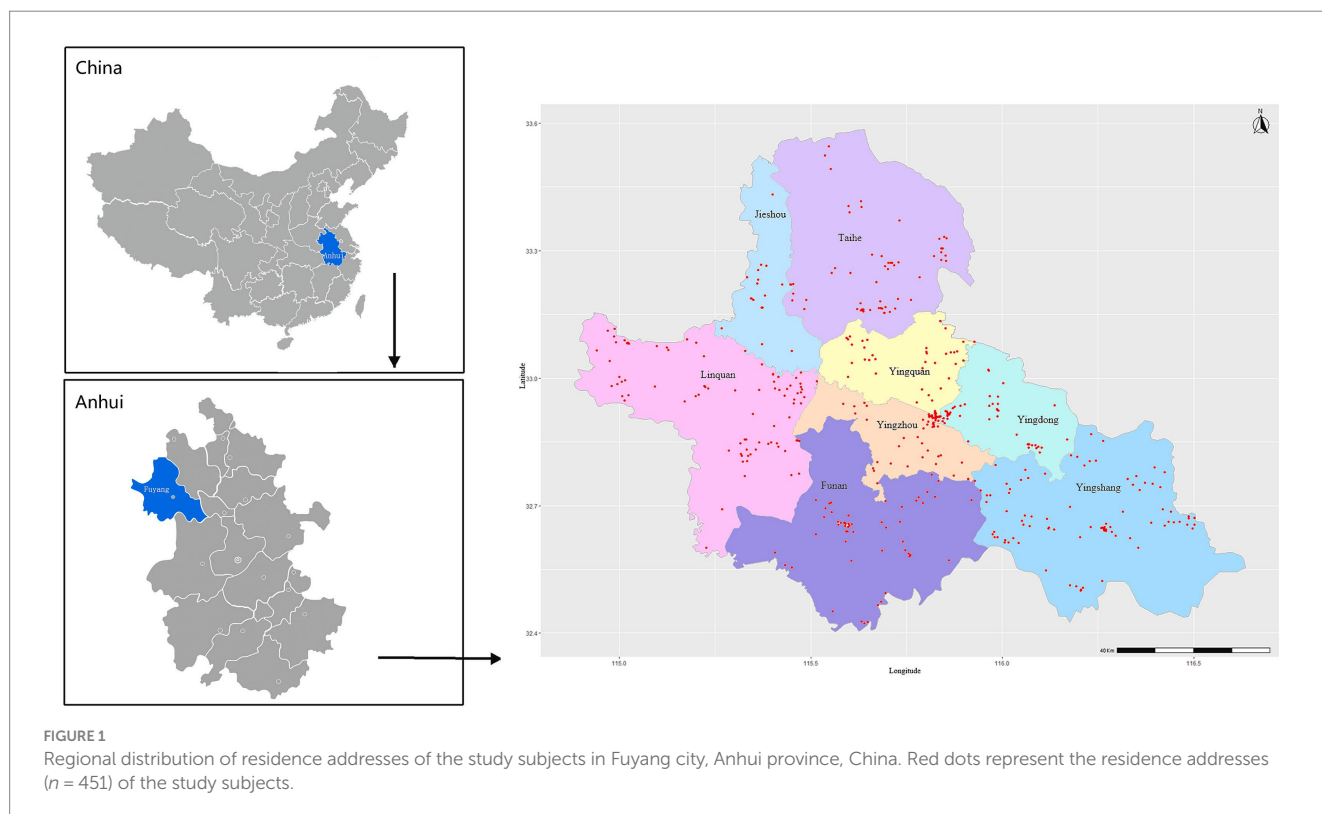 China
Anhui
Anhui
Fuyang
N
33.6
33.3
33.0
32.7
32.4
Latitude
Jieshou
Taihe
Linquan
Yingquan
Yingdong
Yingzhou
Funan
Yingshang
40 Km
115.0
115.5
116.0
116.5
Longitude
FIGURE 1
Regional distribution of residence addresses of the study subjects in Fuyang city, Anhui province, China. Red dots represent the residence addresses
(n = 451) of the study subjects.